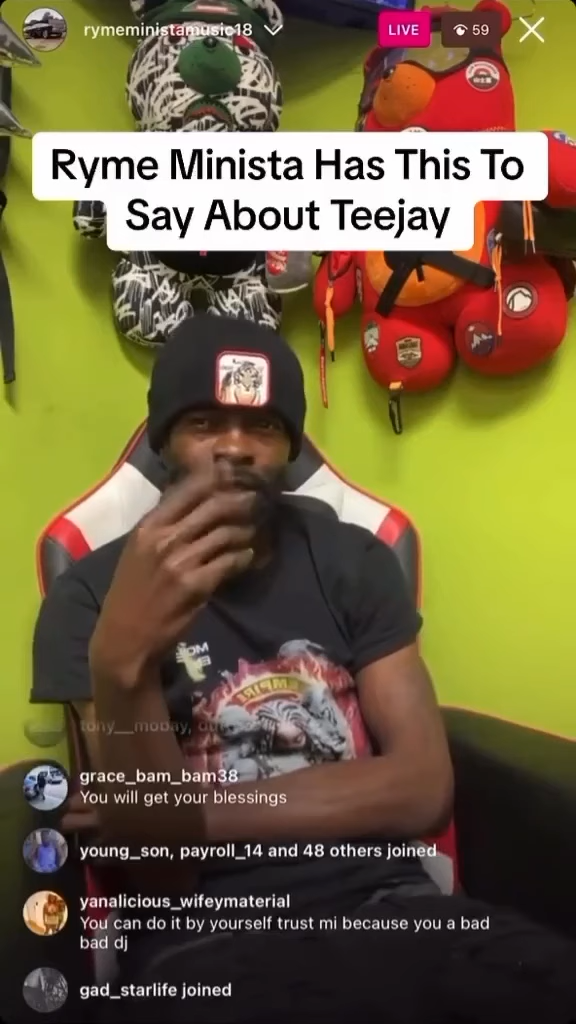 rymeministamusic18
LIVE
59
Ryme Minista Has This To
Say About Teejay
EMPIRE
tony__mobay,
grace_bam_bam38
You will get your blessings
young_son, payroll_14 and 48 others joined
yanalicious_wifeymaterial
You can do it by yourself trust mi because you a bad
bad dj
gad_starlife joined